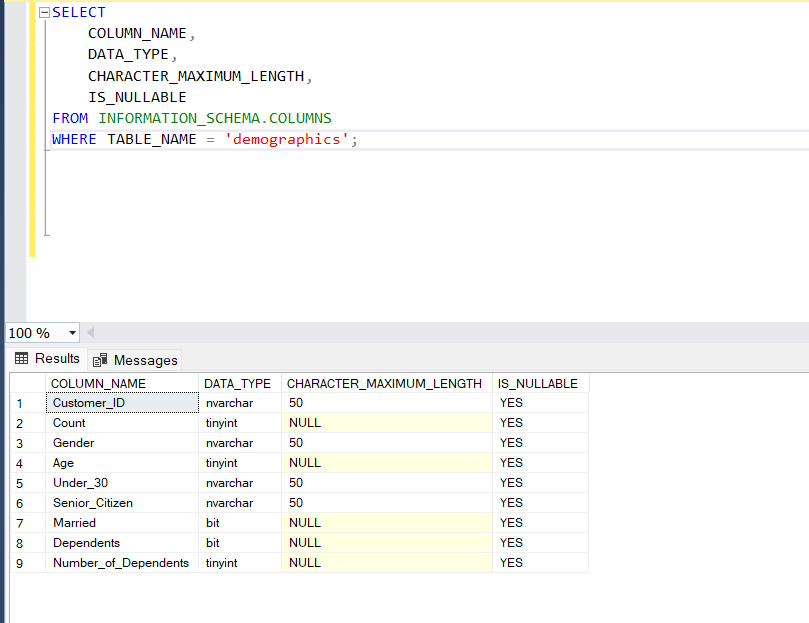 SELECT
COLUMN_NAME,
DATA_TYPE,
CHARACTER_MAXIMUM_LENGTH,
IS_NULLABLE
FROM INFORMATION_SCHEMA.COLUMNS
WHERE TABLE_NAME = 'demographics';
100 %
Results Messages
COLUMN_NAME DATA_TYPE CHARACTER_MAXIMUM_LENGTH IS_NULLABLE
1 Customer_ID nvarchar 50 YES
2 Count tinyint NULL YES
3 Gender nvarchar 50 YES
4 Age tinyint NULL YES
5 Under_30 nvarchar 50 YES
6 Senior_Citizen nvarchar 50 YES
7 Married bit NULL YES
8 Dependents bit NULL YES
9 Number_of_Dependents tinyint NULL YES